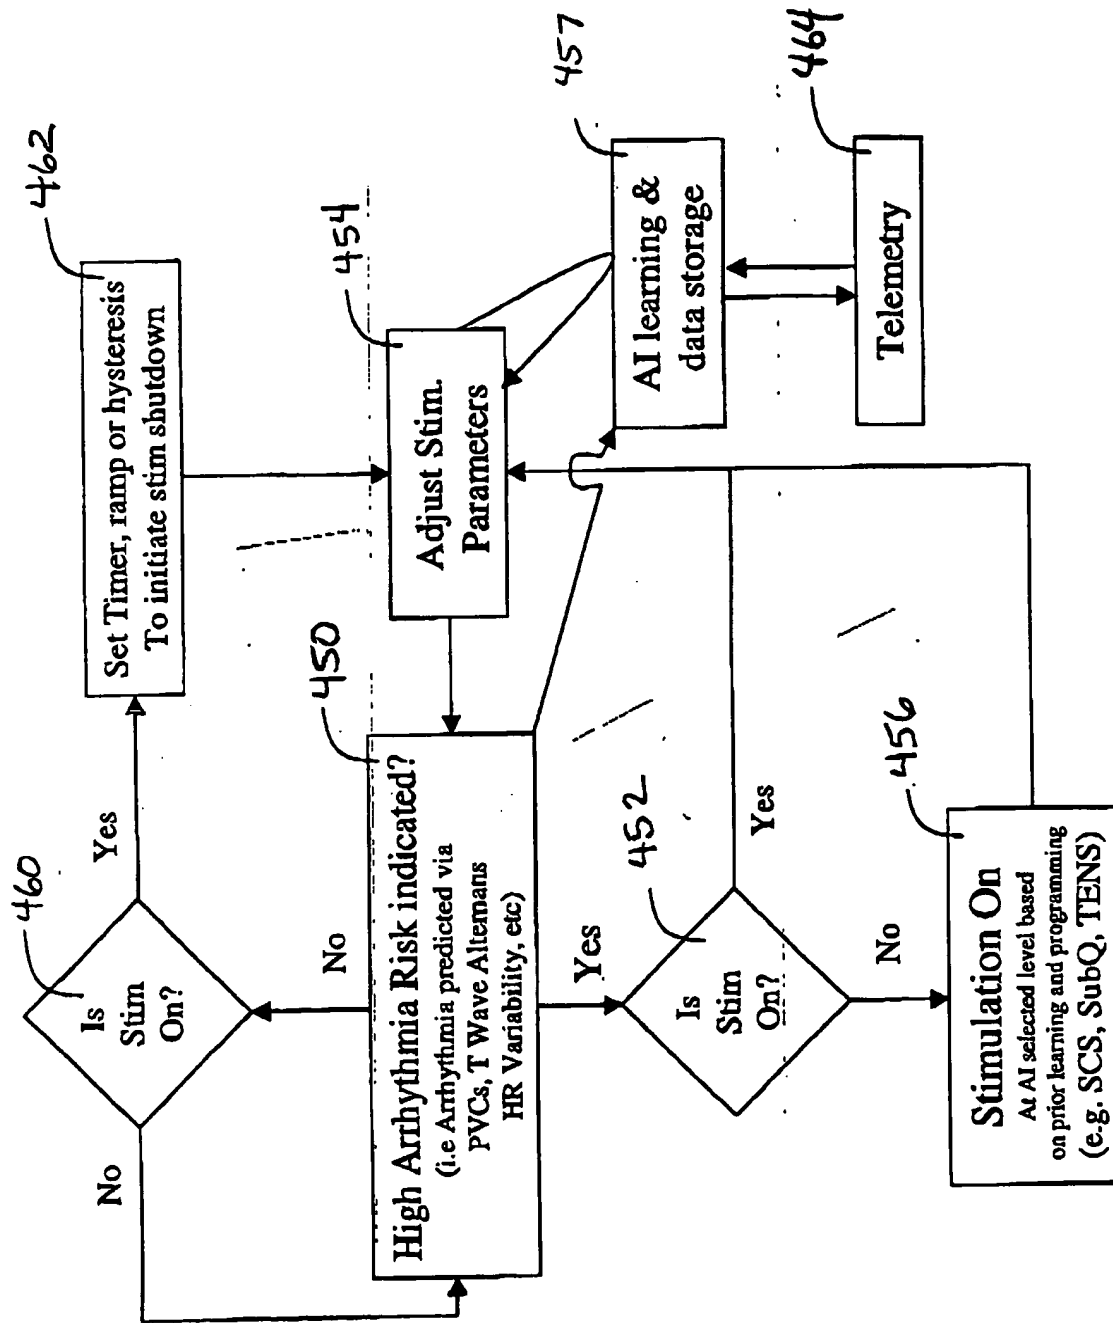 460
Is
Stim
On?
Yes
No
462
Set Timer, ramp or hysteresis
To initiate stim shutdown
No
450
High Arrhythmia Risk indicated?
(i.e Arrhythmia predicted via
PVCs, T Wave Alternans
HR Variability, etc)
454
Adjust Stim.
Parameters
457
AI learning &
data storage
464
Telemetry
Yes
452
Is
Stim
On?
Yes
No
456
Stimulation On
At AI selected level based
on prior learning and programming
(e.g. SCS, SubQ, TENS)